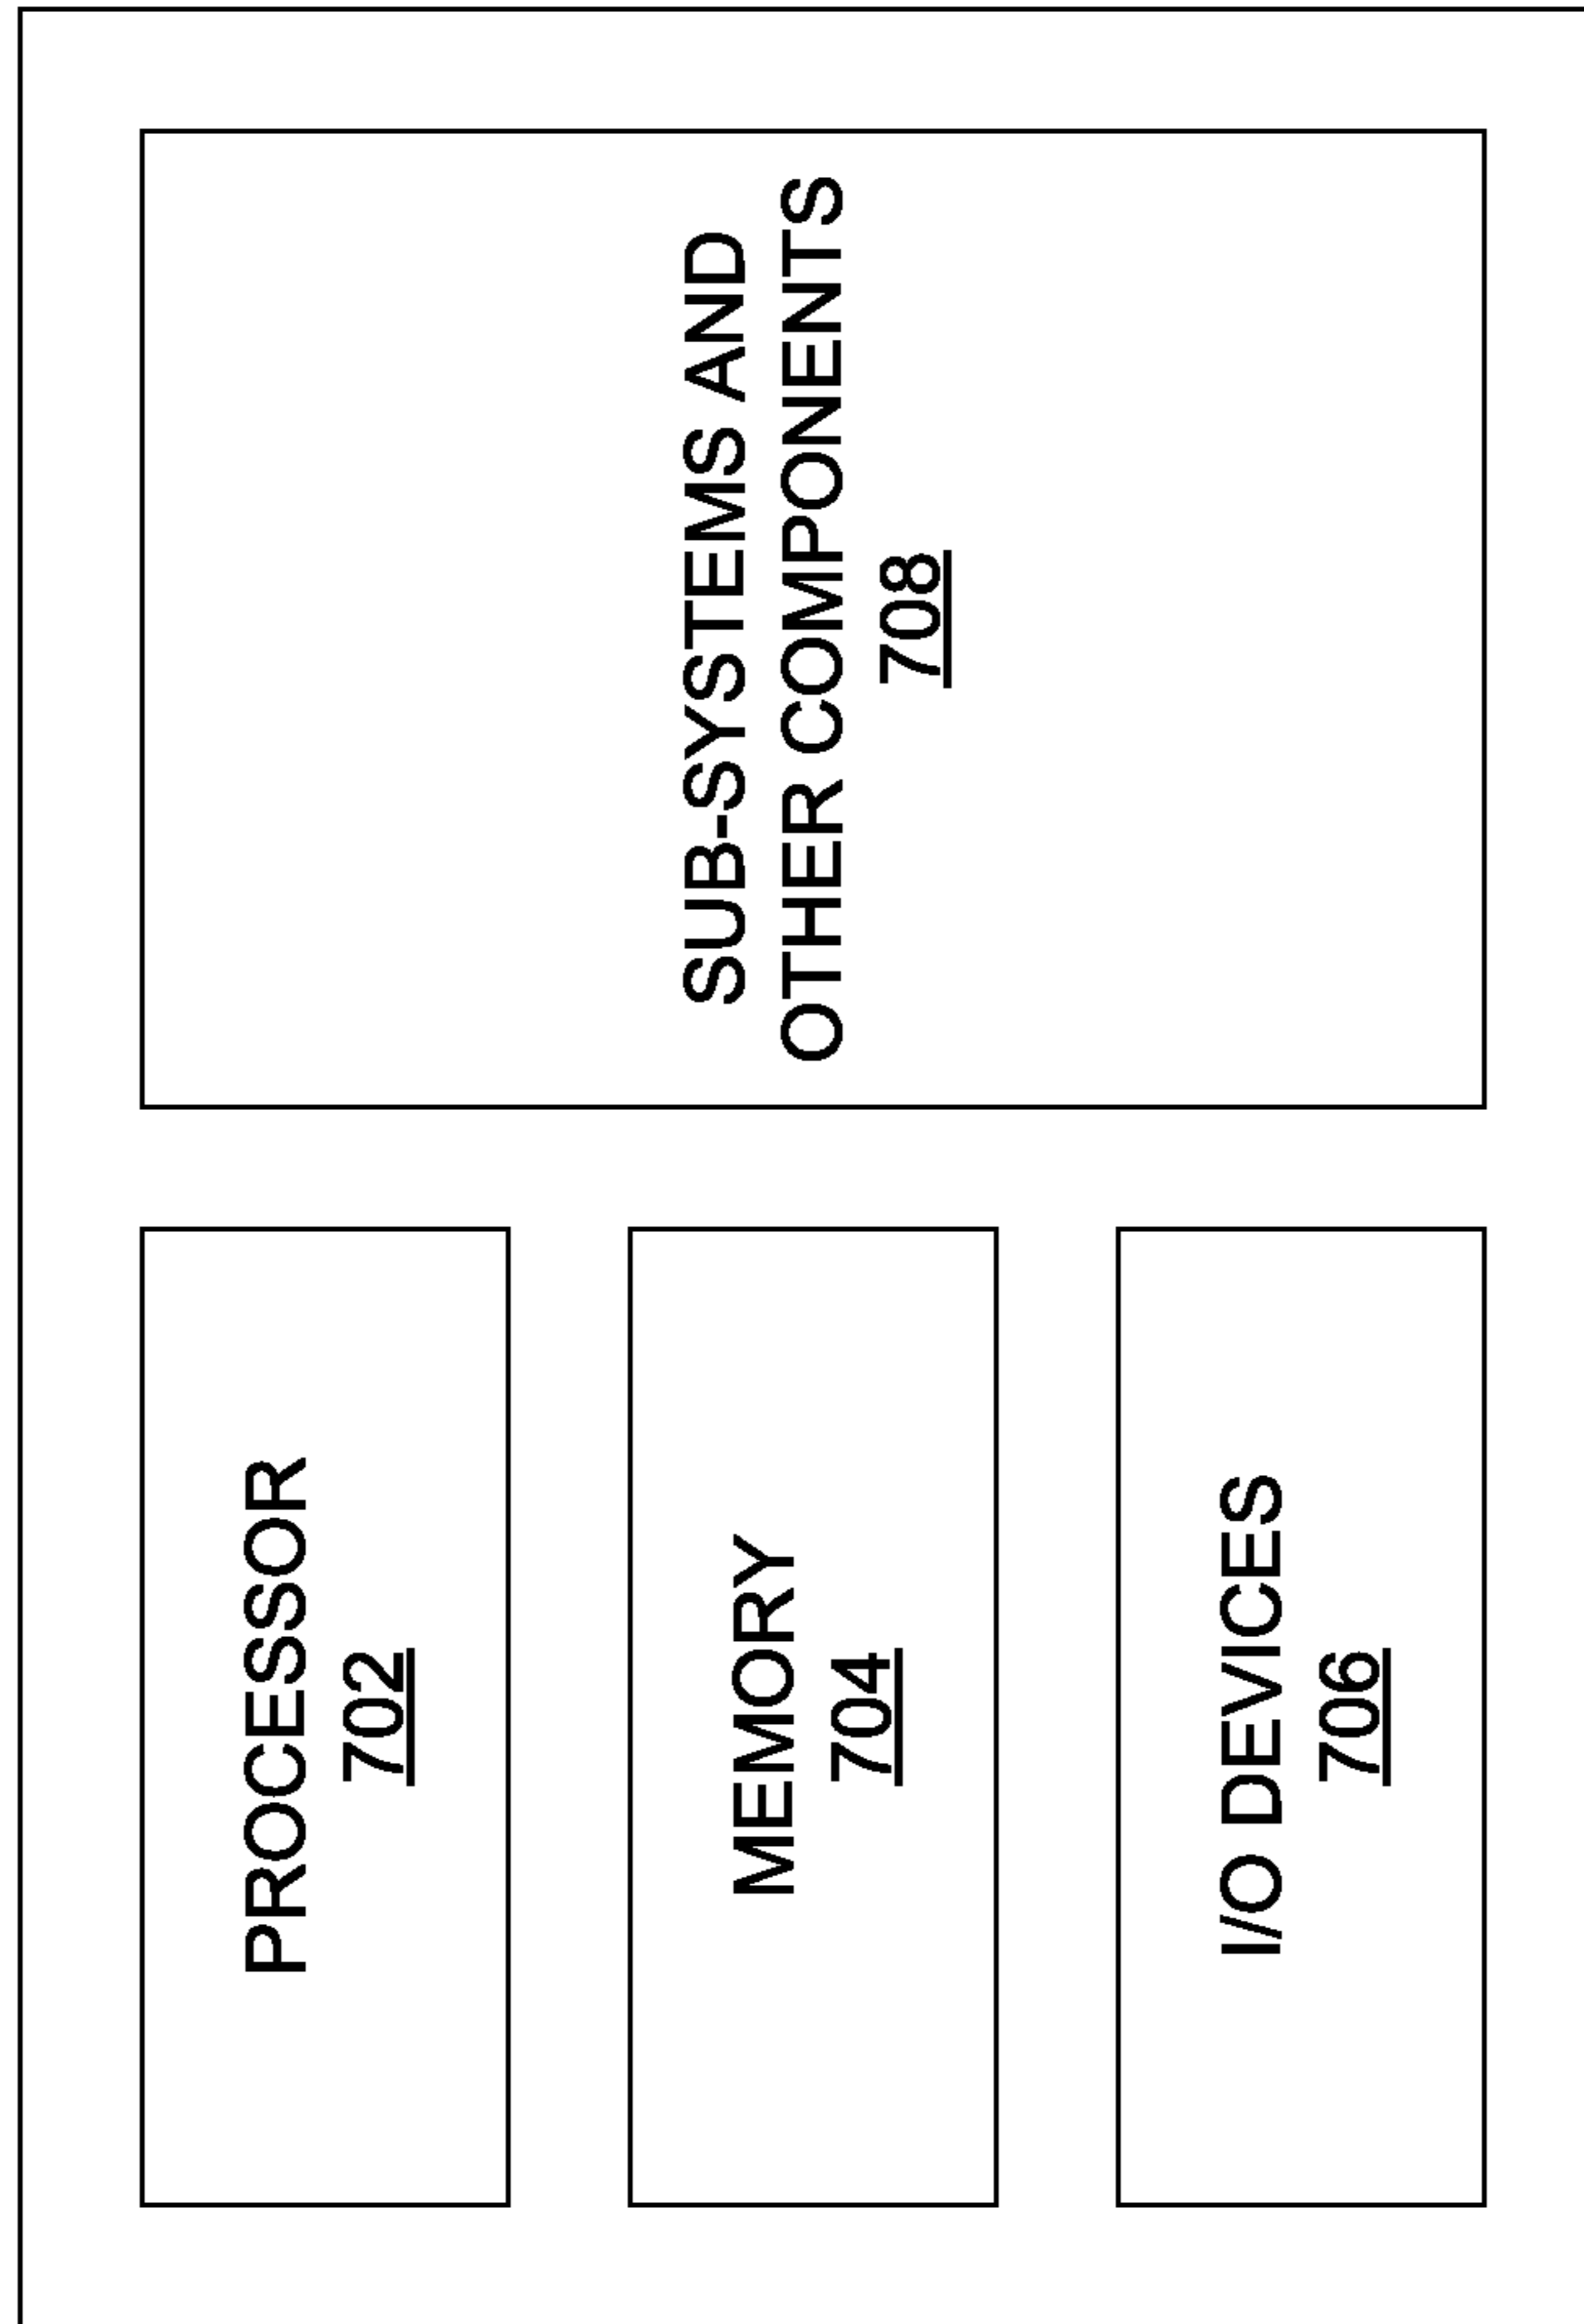 PROCESSOR
702
MEMORY
704
I/O DEVICES
706
SUB-SYSTEMS AND
OTHER COMPONENTS
708